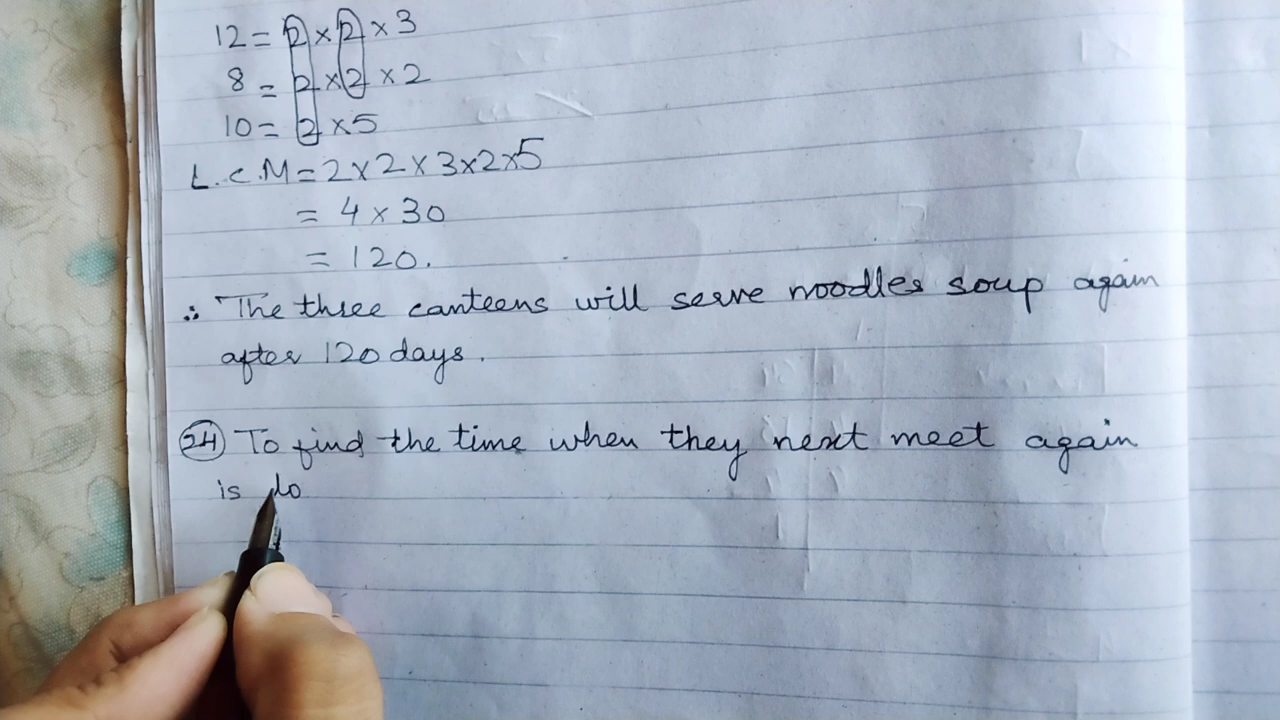 12 = 2 × 2 × 3
8 = 2 × 2 × 2
10 = 2 × 5
L.C.M = 2 × 2 × 3 × 2 × 5
= 4 × 30
= 120.
∴ The three canteens will serve noodles soup again
after 120 days.
24 To find the time when they next meet again
is do